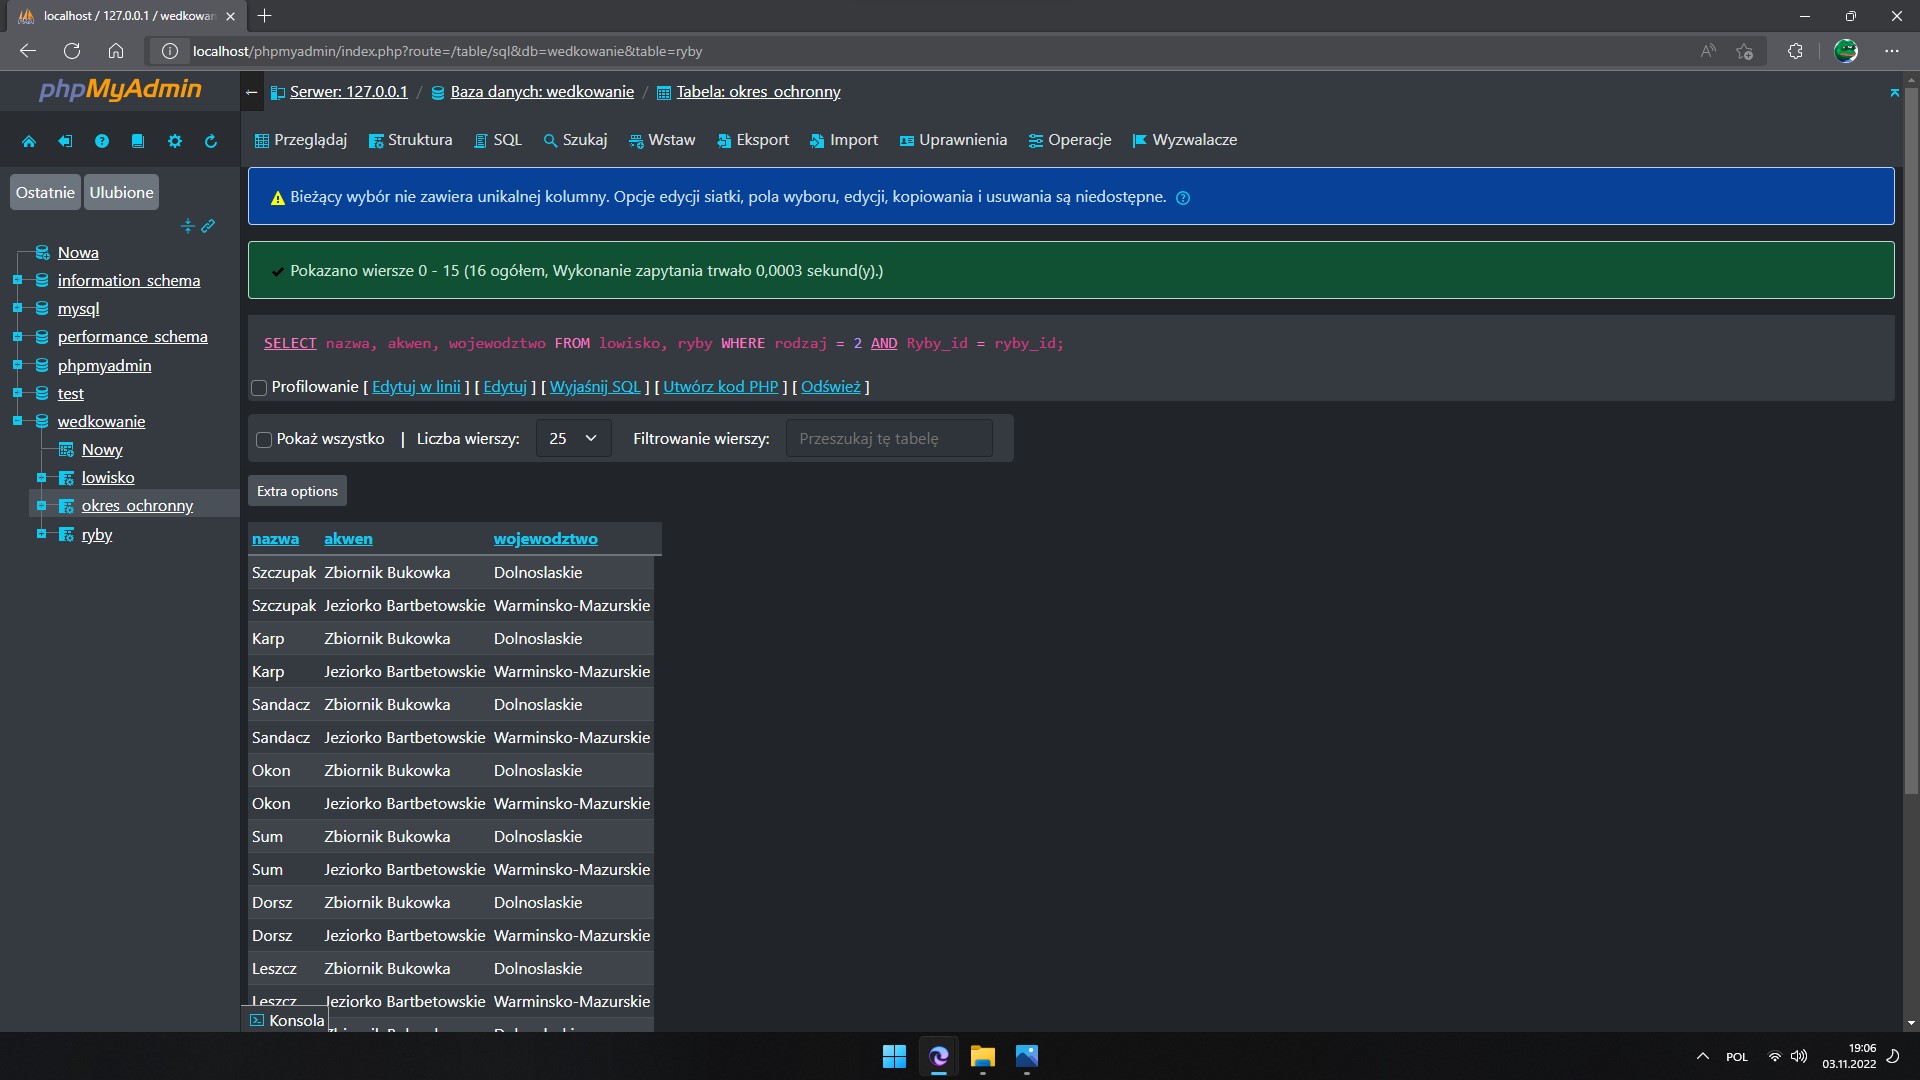 localhost / 127.0.0.1 / wedkowan
localhost/phpmyadmin/index.php?route=/table/sql&db=wedkowanie&table=ryby
phpMyAdmin
Serwer: 127.0.0.1 / Baza danych: wedkowanie / Tabela: okres_ochronny
Przeglądaj Struktura SQL Szukaj Wstaw Eksport Import Uprawnienia Operacje Wyzwalacze
Ostatnie Ulubione
Nowa
information_schema
mysql
performance_schema
phpmyadmin
test
wedkowanie
Nowy
lowisko
okres_ochronny
ryby
Bieżący wybór nie zawiera unikalnej kolumny. Opcje edycji siatki, pola wyboru, edycji, kopiowania i usuwania są niedostępne.
Pokazano wiersze 0 - 15 (16 ogółem, Wykonanie zapytania trwało 0,0003 sekund(y).)
SELECT nazwa, akwen, wojewodztwo FROM lowisko, ryby WHERE rodzaj = 2 AND Ryby_id = ryby_id;
Profilowanie [ Edytuj w linii ] [ Edytuj ] [ Wyjaśnij SQL ] [ Utwórz kod PHP ] [ Odśwież ]
Pokaż wszystko | Liczba wierszy: 25 Filtrowanie wierszy: Przeszukaj tę tabelę
Extra options
nazwa akwen wojewodztwo
Szczupak Zbiornik Bukowka Dolnoslaskie
Szczupak Jeziorko Bartbetowskie Warminsko-Mazurskie
Karp Zbiornik Bukowka Dolnoslaskie
Karp Jeziorko Bartbetowskie Warminsko-Mazurskie
Sandacz Zbiornik Bukowka Dolnoslaskie
Sandacz Jeziorko Bartbetowskie Warminsko-Mazurskie
Okon Zbiornik Bukowka Dolnoslaskie
Okon Jeziorko Bartbetowskie Warminsko-Mazurskie
Sum Zbiornik Bukowka Dolnoslaskie
Sum Jeziorko Bartbetowskie Warminsko-Mazurskie
Dorsz Zbiornik Bukowka Dolnoslaskie
Dorsz Jeziorko Bartbetowskie Warminsko-Mazurskie
Leszcz Zbiornik Bukowka Dolnoslaskie
Leszcz Jeziorko Bartbetowskie Warminsko-Mazurskie
Konsola
POL
19:06
03.11.2022